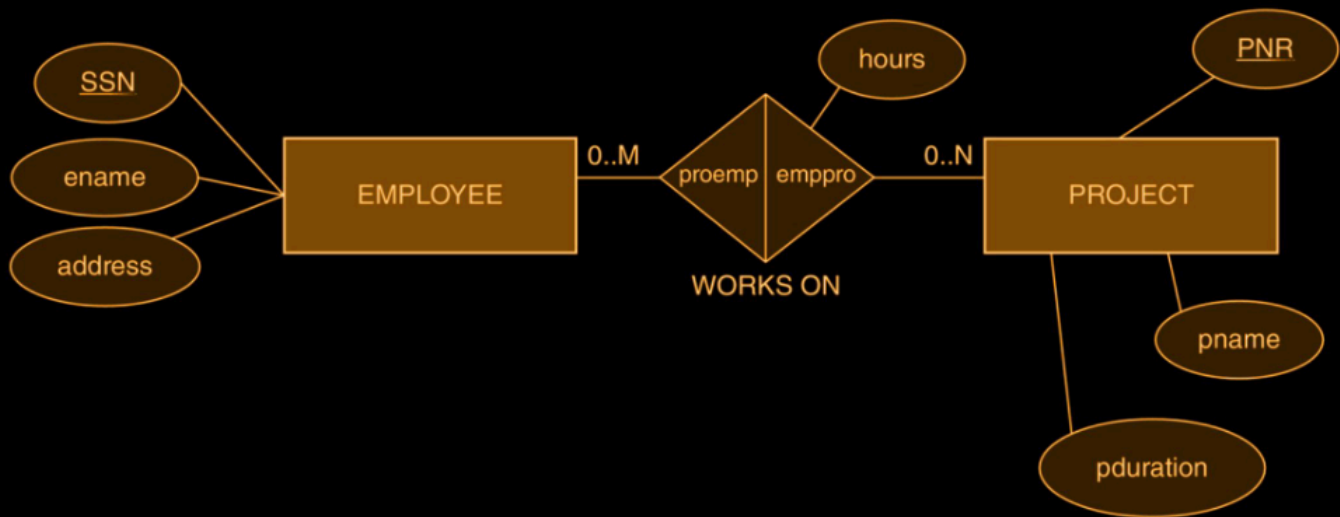 hours
PNR
SSN
0..M
0..N
ename
proemp
emppro
EMPLOYEE
PROJECT
address
WORKS ON
pname
pduration